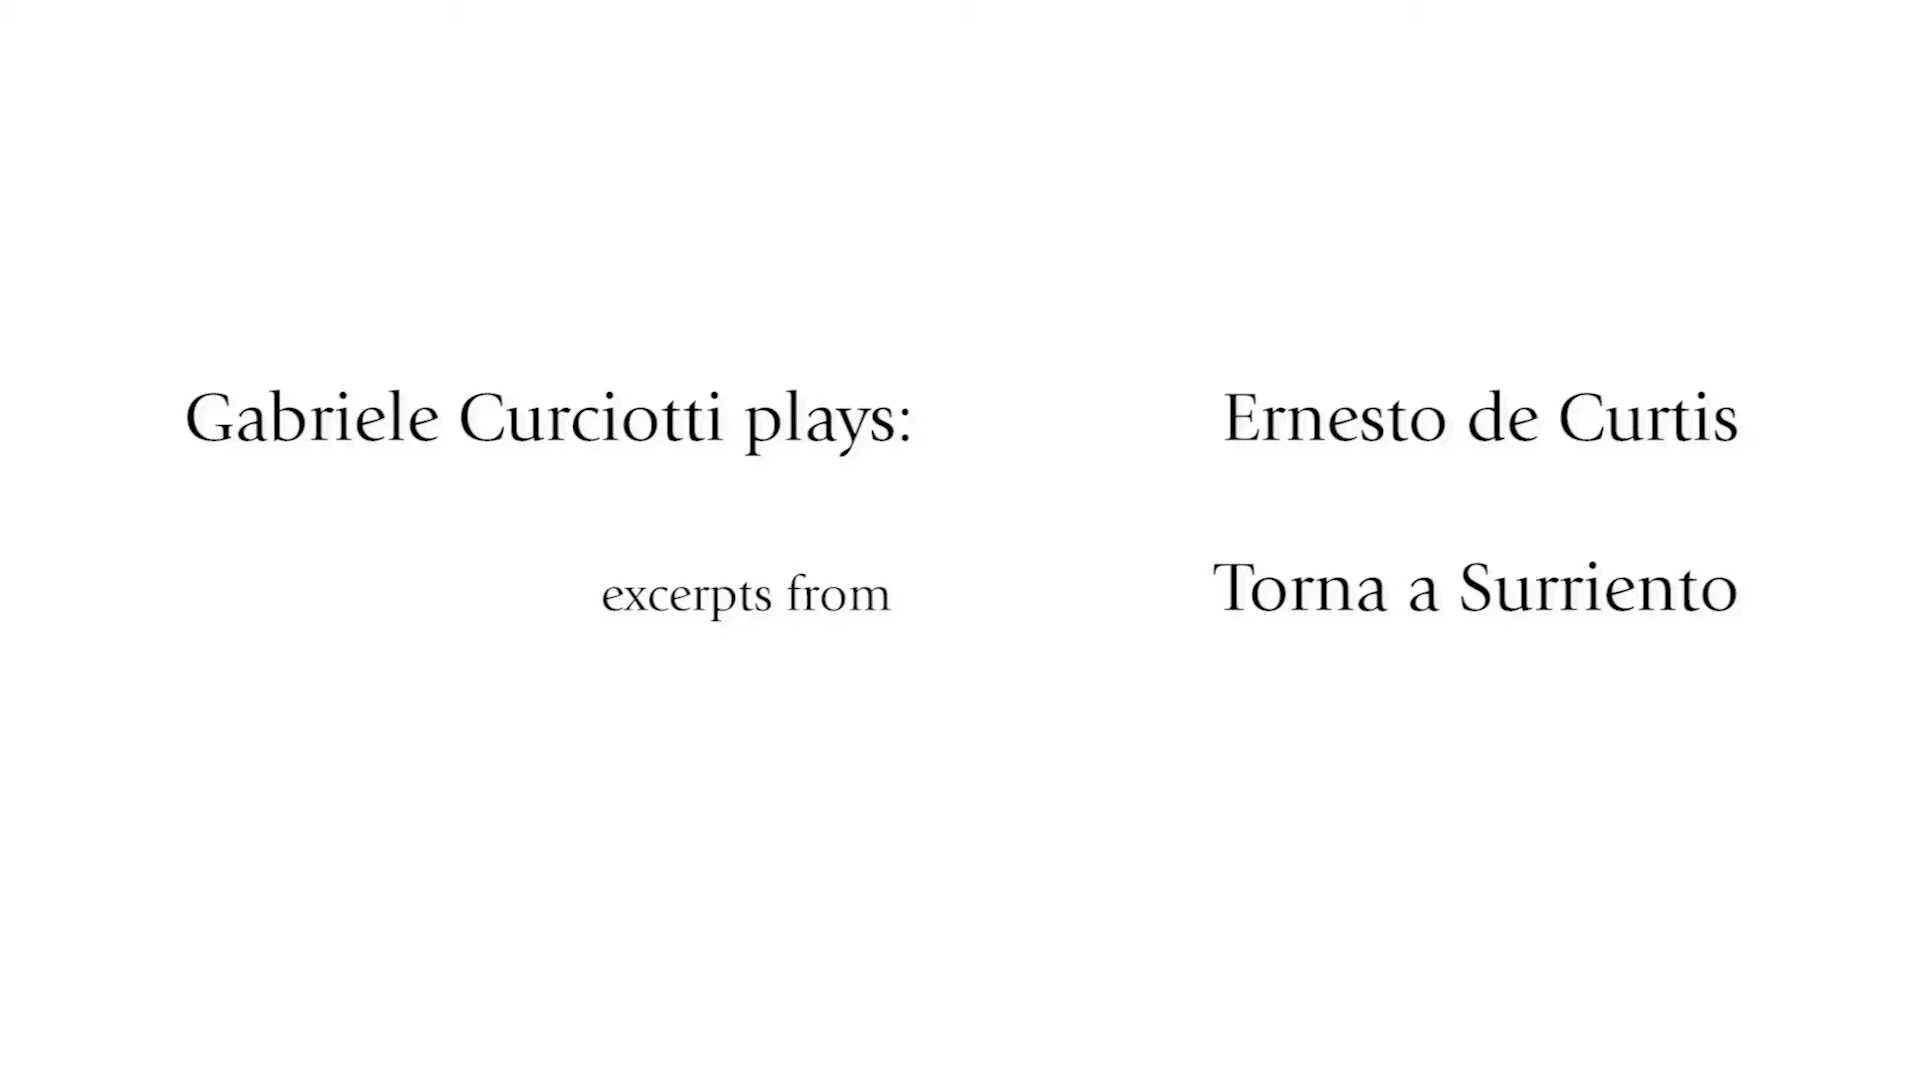 Gabriele Curciotti plays:
Ernesto de Curtis
excerpts from
Torna a Surriento